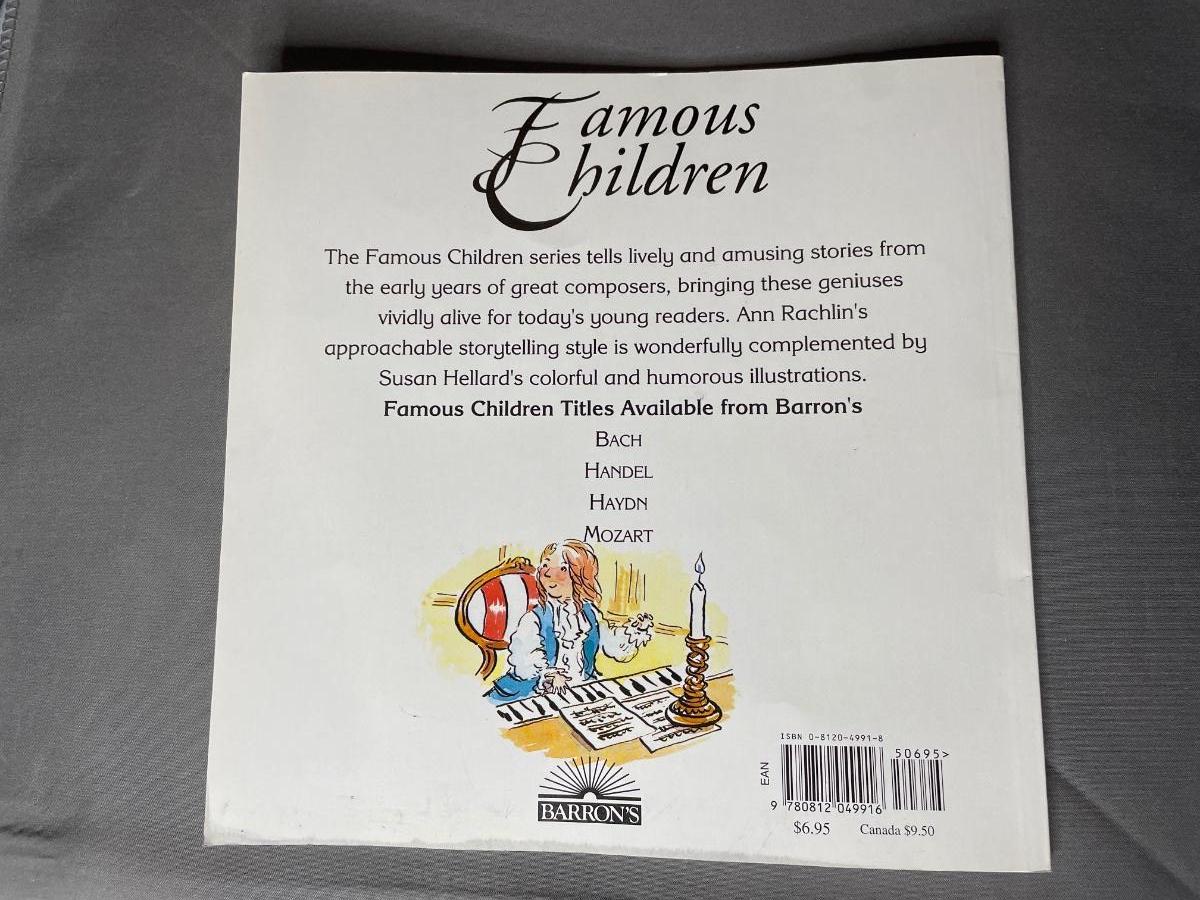 Famous
Children
The Famous Children series tells lively and amusing stories from
the early years of great composers, bringing these geniuses
vividly alive for today's young readers. Ann Rachlin's
approachable storytelling style is wonderfully complemented by
Susan Hellard's colorful and humorous illustrations.
Famous Children Titles Available from Barron's
BACH
HANDEL
HAYDN
MOZART
BARRON'S
ISBN 0-8120-4991-8
50695>
EAN
9 780812 049916
$6.95 Canada $9.50